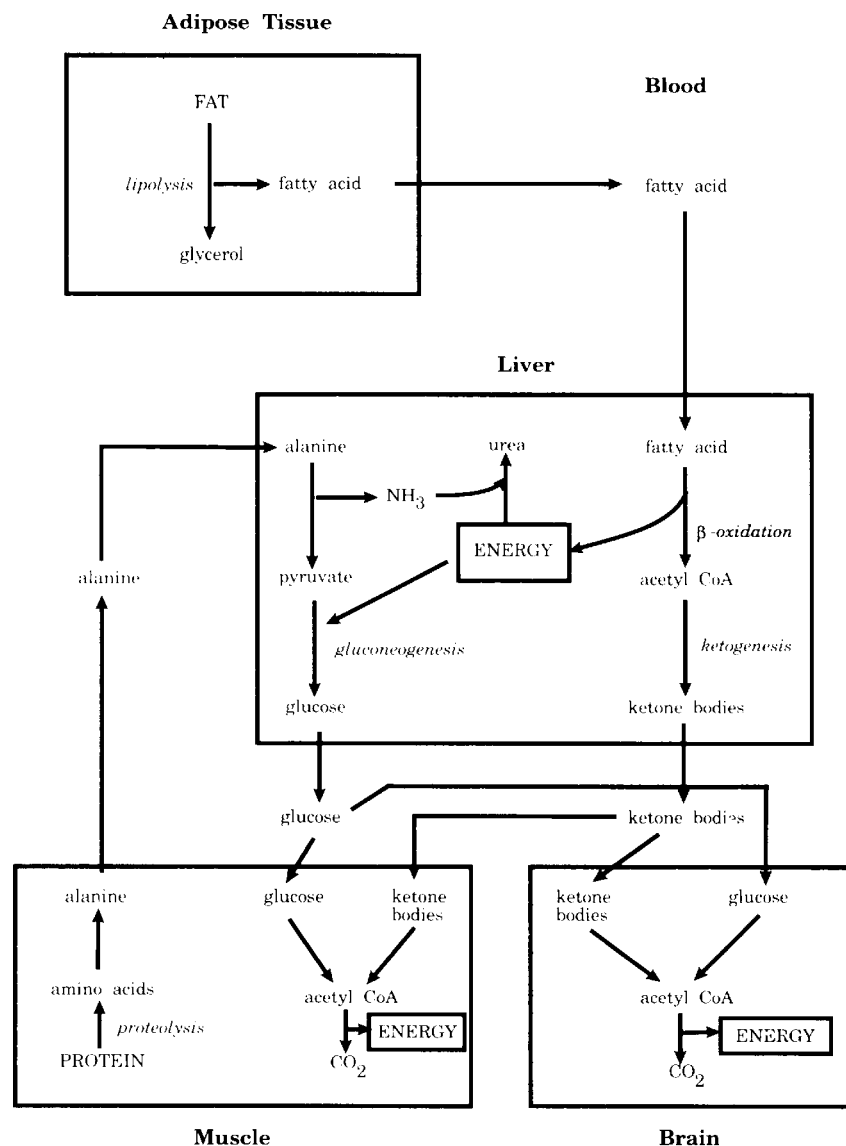 Adipose Tissue
Blood
FAT
lipolysis
fatty acid
fatty acid
glycerol
Liver
alanine
urea
fatty acid
NH3
β-oxidation
ENERGY
alanine
pyruvate
acetyl CoA
gluconeogenesis
ketogenesis
glucose
ketone bodies
glucose
ketone bodies
alanine
glucose
ketone
bodies
ketone
bodies
glucose
amino acids
acetyl CoA
acetyl CoA
proteolysis
ENERGY
ENERGY
PROTEIN
CO2
CO2
Muscle
Brain